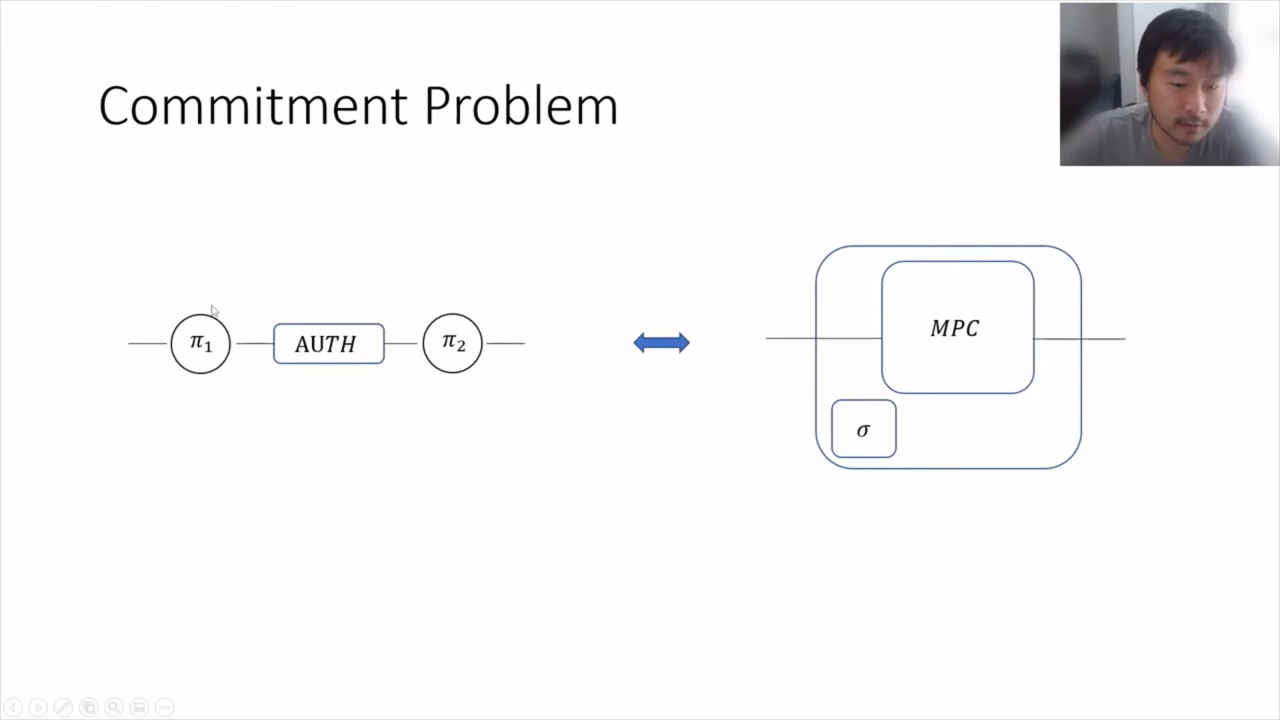 Commitment Problem
π₁
AUTH
π₂
MPC
σ